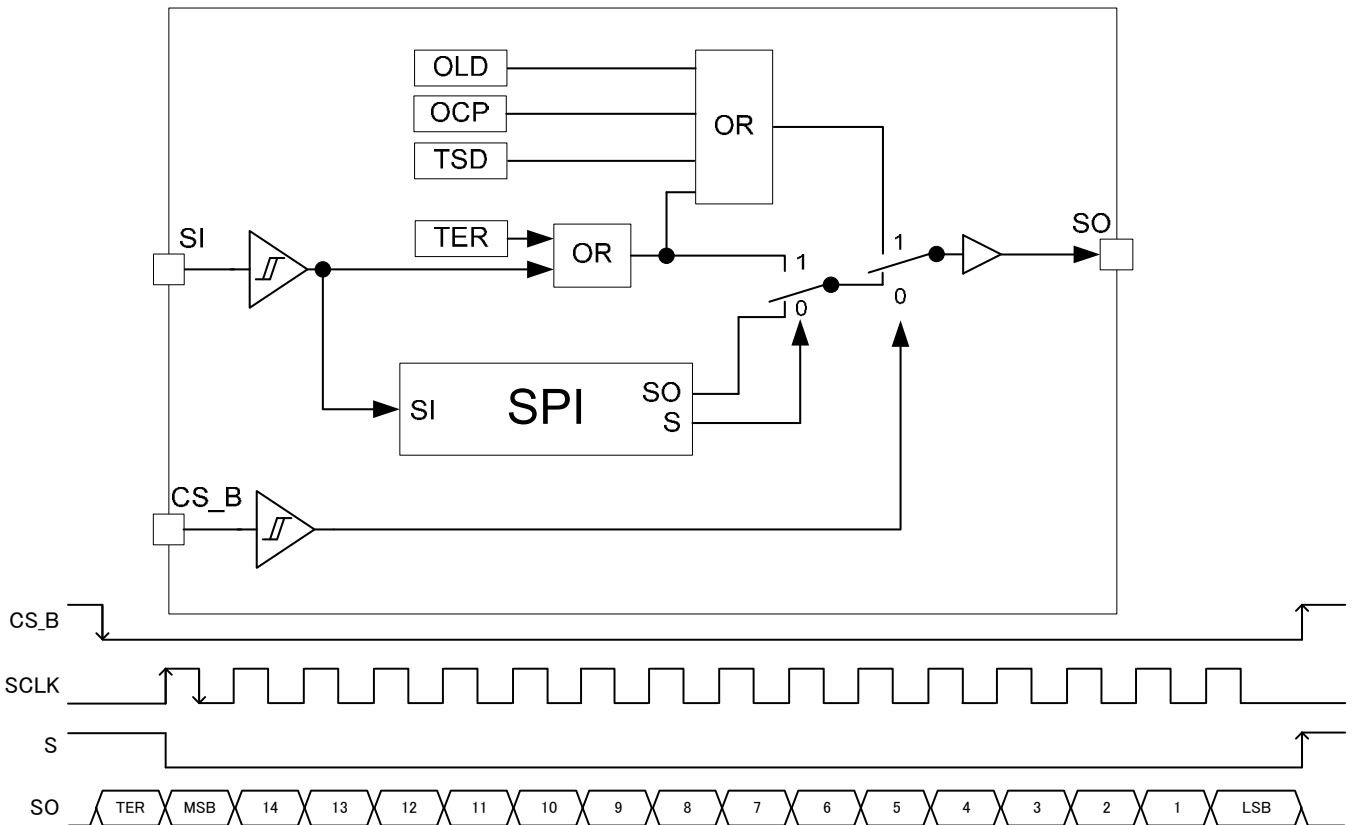 OLD
OCP
OR
TSD
SI
TER
OR
SO
1
1
0
0
SI
SPI
SO
S
CS_B
CS_B
SCLK
S
SO TER MSB 14 13 12 11 10 9 8 7 6 5 4 3 2 1 LSB